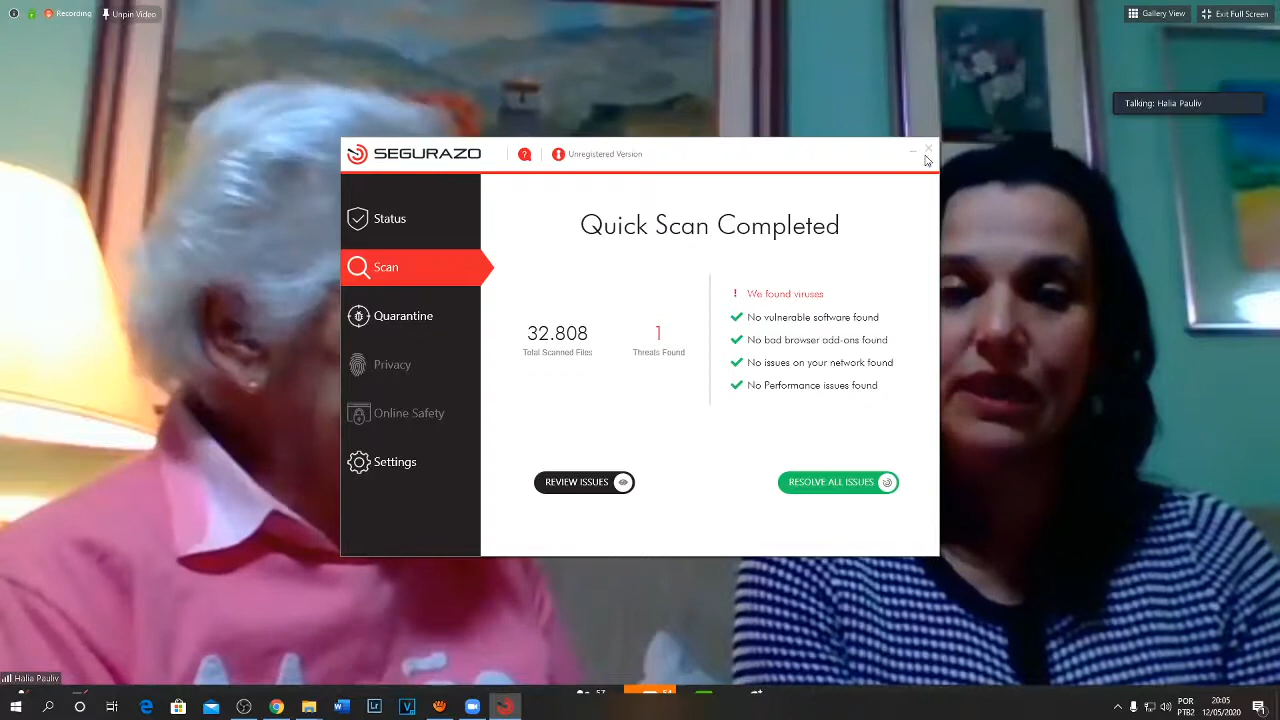 Recording
Unpin Video
Gallery View
Exit Full Screen
Talking: Halia Pauliv
SEGURAZO
?
Unregistered Version
Status
Scan
Quarantine
Privacy
Online Safety
Settings
Quick Scan Completed
32.808
Total Scanned Files
1
Threats Found
! We found viruses
No vulnerable software found
No bad browser add-ons found
No issues on your network found
No Performance issues found
REVIEW ISSUES
RESOLVE ALL ISSUES
Halia Pauliv
57
54
POR
PTB2
20:05
12/05/2020